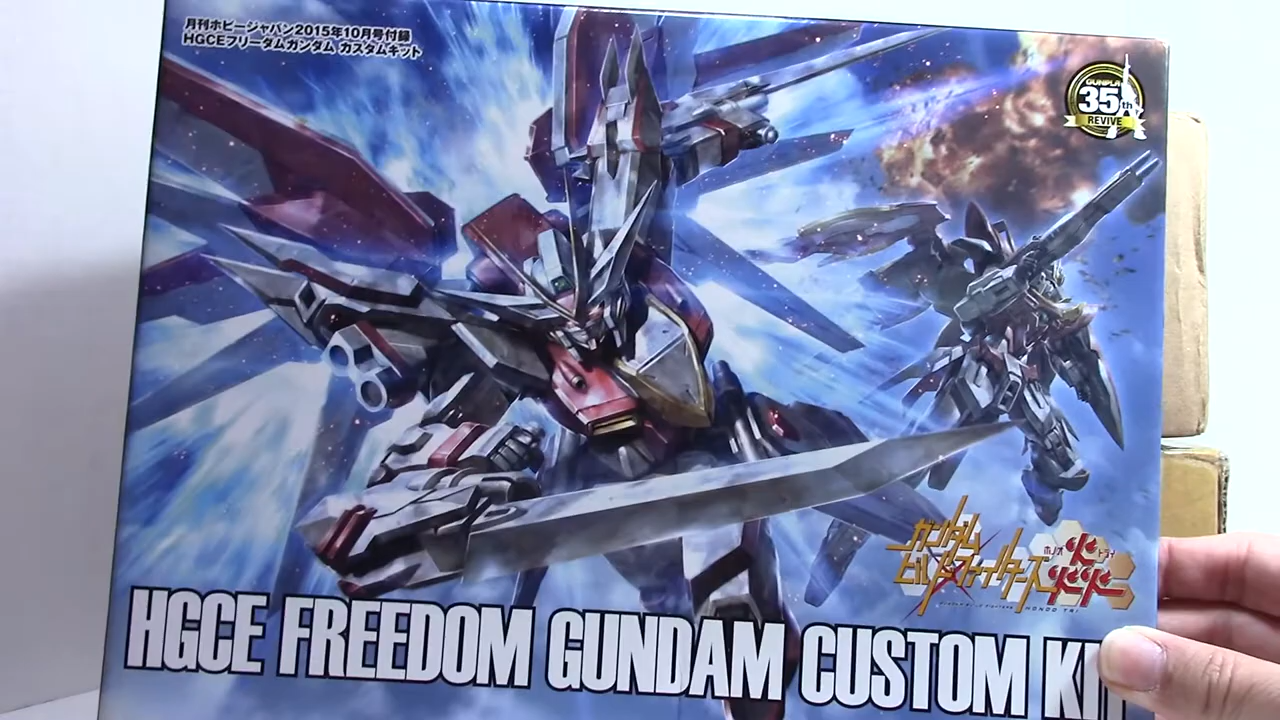 月刊ホビージャパン2015年10月号付録
HGCEフリーダムガンダム カスタムキット
GUNPLA
35th
REVIVE
ガンダム
ビルドファイターズ
ホノオ トライ
炎
HGCE FREEDOM GUNDAM CUSTOM